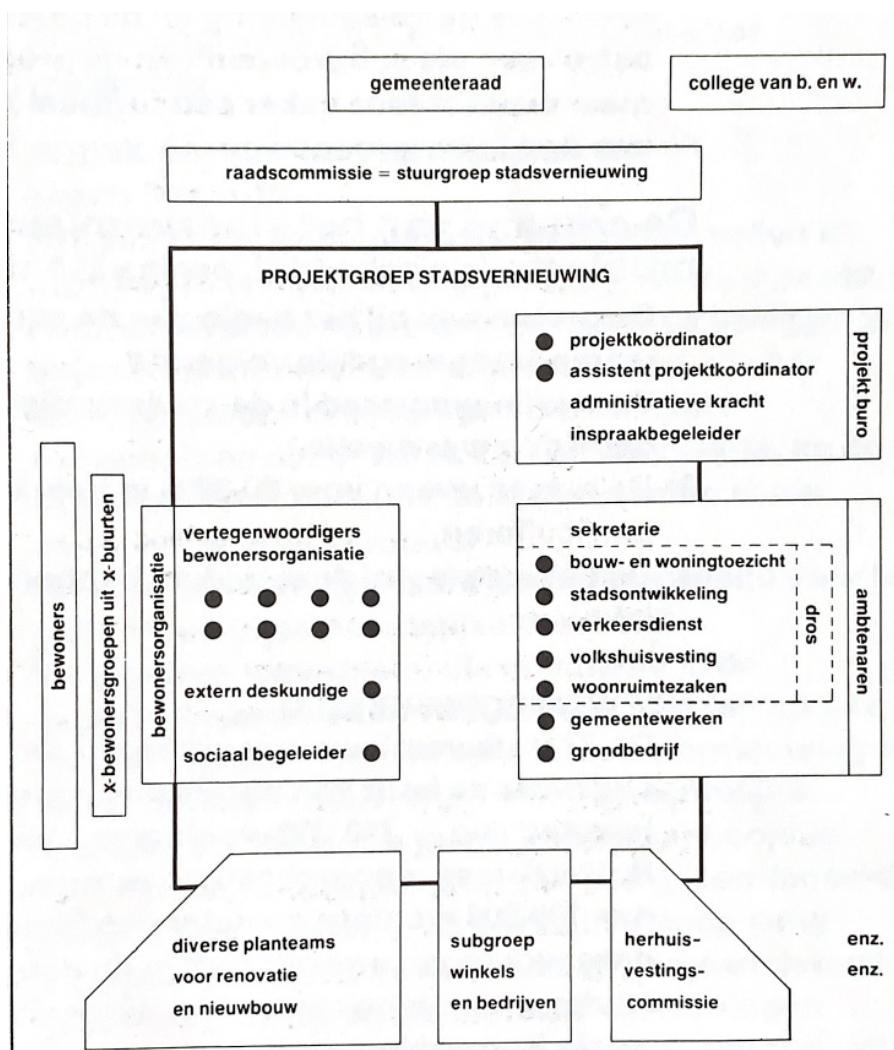 gemeenteraad
college van b. en w.
raadscommissie = stuurgroep stadsvernieuwing
PROJEKTGROEP STADSVERNIEUWING
projektkoördinator
assistent projektkoördinator
administratieve kracht
inspraakbegeleider
projekt buro
bewoners
x-bewonersgroepen uit x-buurten
bewonersorganisatie
vertegenwoordigers
bewonersorganisatie
extern deskundige
sociaal begeleider
sekretarie
bouw- en woningtoezicht
stadsontwikkeling
verkeersdienst
volkshuisvesting
woonruimtezaken
gemeentewerken
grondbedrijf
dros
ambtenaren
diverse planteams
voor renovatie
en nieuwbouw
subgroep
winkels
en bedrijven
herhuis-
vestings-
commissie
enz.
enz.